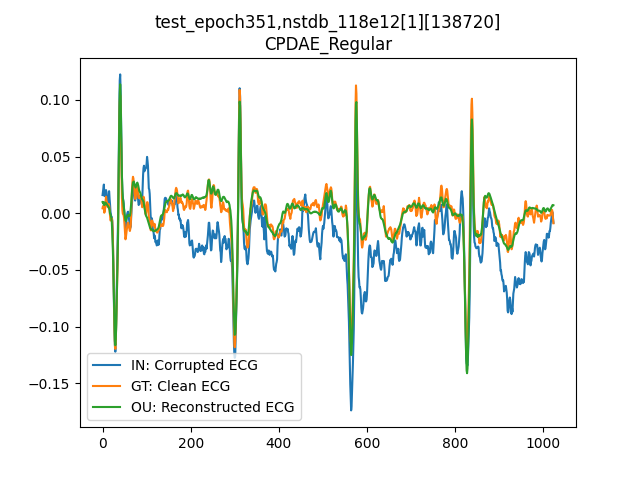 test_epoch351,nstdb_118e12[1][138720]
CPDAE_Regular
0.10
0.05
0.00
−0.05
−0.10
−0.15
IN: Corrupted ECG
GT: Clean ECG
OU: Reconstructed ECG
0 200 400 600 800 1000